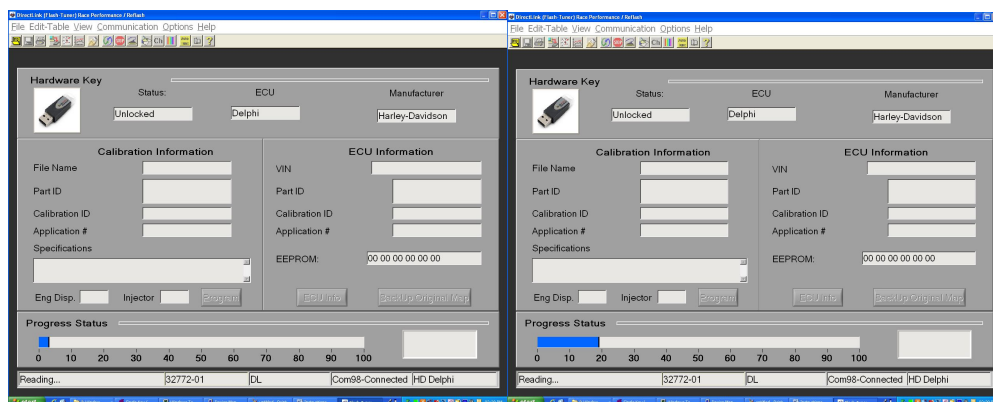 DirectLink (Flash-Tuner) Race Performance / Reflash
File Edit-Table View Communication Options Help
Ch
Hardware Key
Status:
ECU
Manufacturer
Unlocked
Delphi
Harley-Davidson
Calibration Information
File Name
Part ID
Calibration ID
Application #
Specifications
Eng Disp.
Injector
Program
ECU Information
VIN
Part ID
Calibration ID
Application #
EEPROM:
00 00 00 00 00 00
ECU Info
BackUp Original Map
Progress Status
0 10 20 30 40 50 60 70 80 90 100
Reading...
32772-01
DL
Com98-Connected
HD Delphi
DirectLink (Flash-Tuner) Race Performance / Reflash
File Edit-Table View Communication Options Help
Ch
Hardware Key
Status:
ECU
Manufacturer
Unlocked
Delphi
Harley-Davidson
Calibration Information
File Name
Part ID
Calibration ID
Application #
Specifications
Eng Disp.
Injector
Program
ECU Information
VIN
Part ID
Calibration ID
Application #
EEPROM:
00 00 00 00 00 00
ECU Info
BackUp Original Map
Progress Status
0 10 20 30 40 50 60 70 80 90 100
Reading...
32772-01
DL
Com98-Connected
HD Delphi